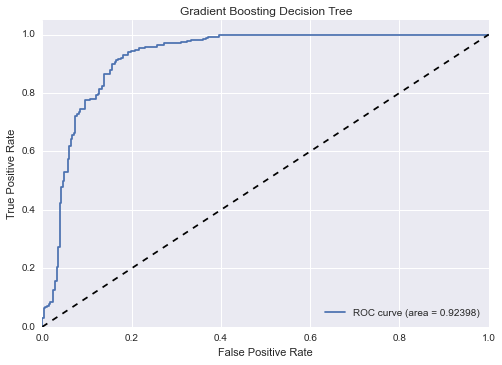 Gradient Boosting Decision Tree
1.0
0.8
0.6
0.4
0.2
0.0
True Positive Rate
ROC curve (area = 0.92398)
0.0 0.2 0.4 0.6 0.8 1.0
False Positive Rate